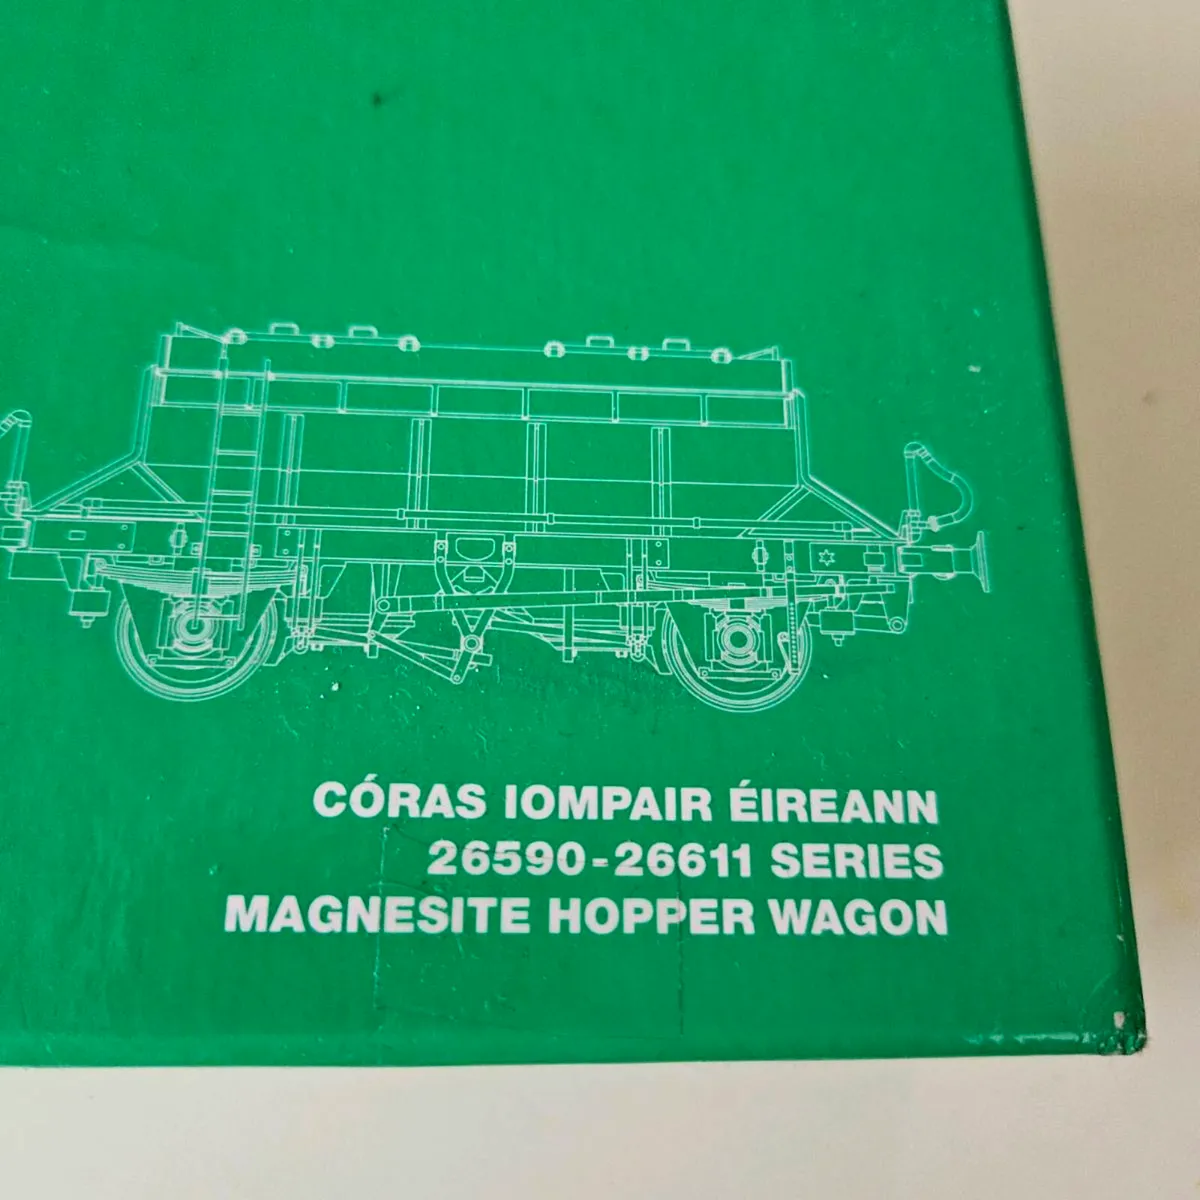 CÓRAS IOMPAIR ÉIREANN
26590-26611 SERIES
MAGNESITE HOPPER WAGON